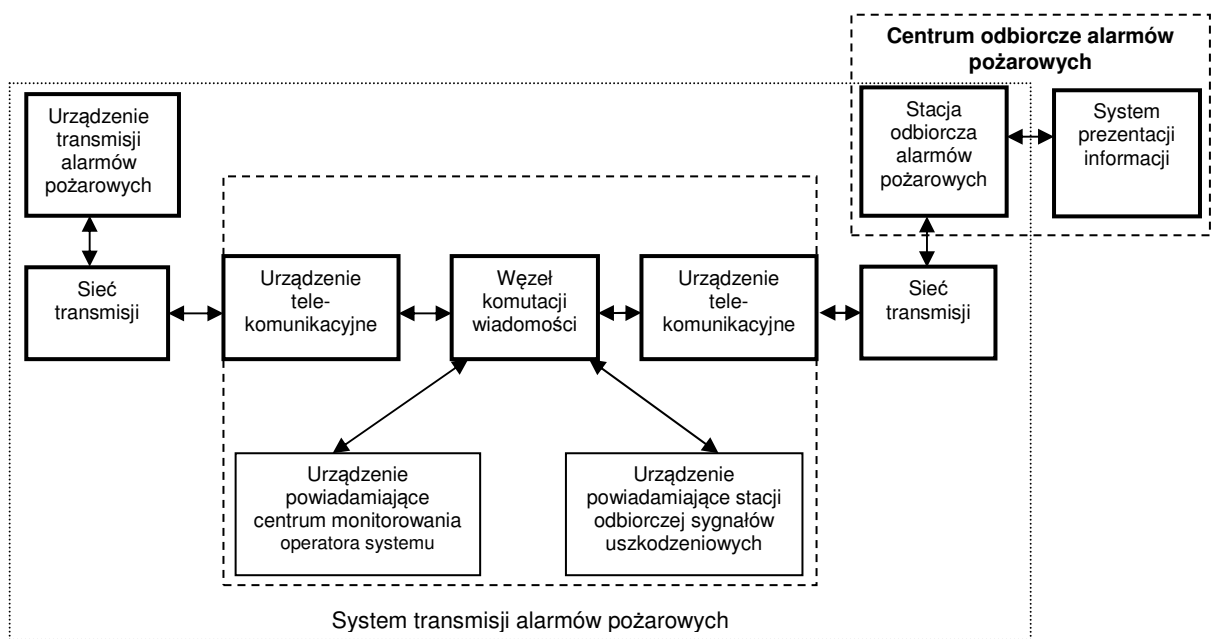 Centrum odbiorcze alarmów
pożarowych
Urządzenie
transmisji
alarmów
pożarowych
Stacja
odbiorcza
alarmów
pożarowych
System
prezentacji
informacji
Sieć
transmisji
Urządzenie
tele-
komunikacyjne
Węzeł
komutacji
wiadomości
Urządzenie
tele-
komunikacyjne
Sieć
transmisji
Urządzenie
powiadamiające
centrum monitorowania
operatora systemu
Urządzenie
powiadamiające stacji
odbiorczej sygnałów
uszkodzeniowych
System transmisji alarmów pożarowych